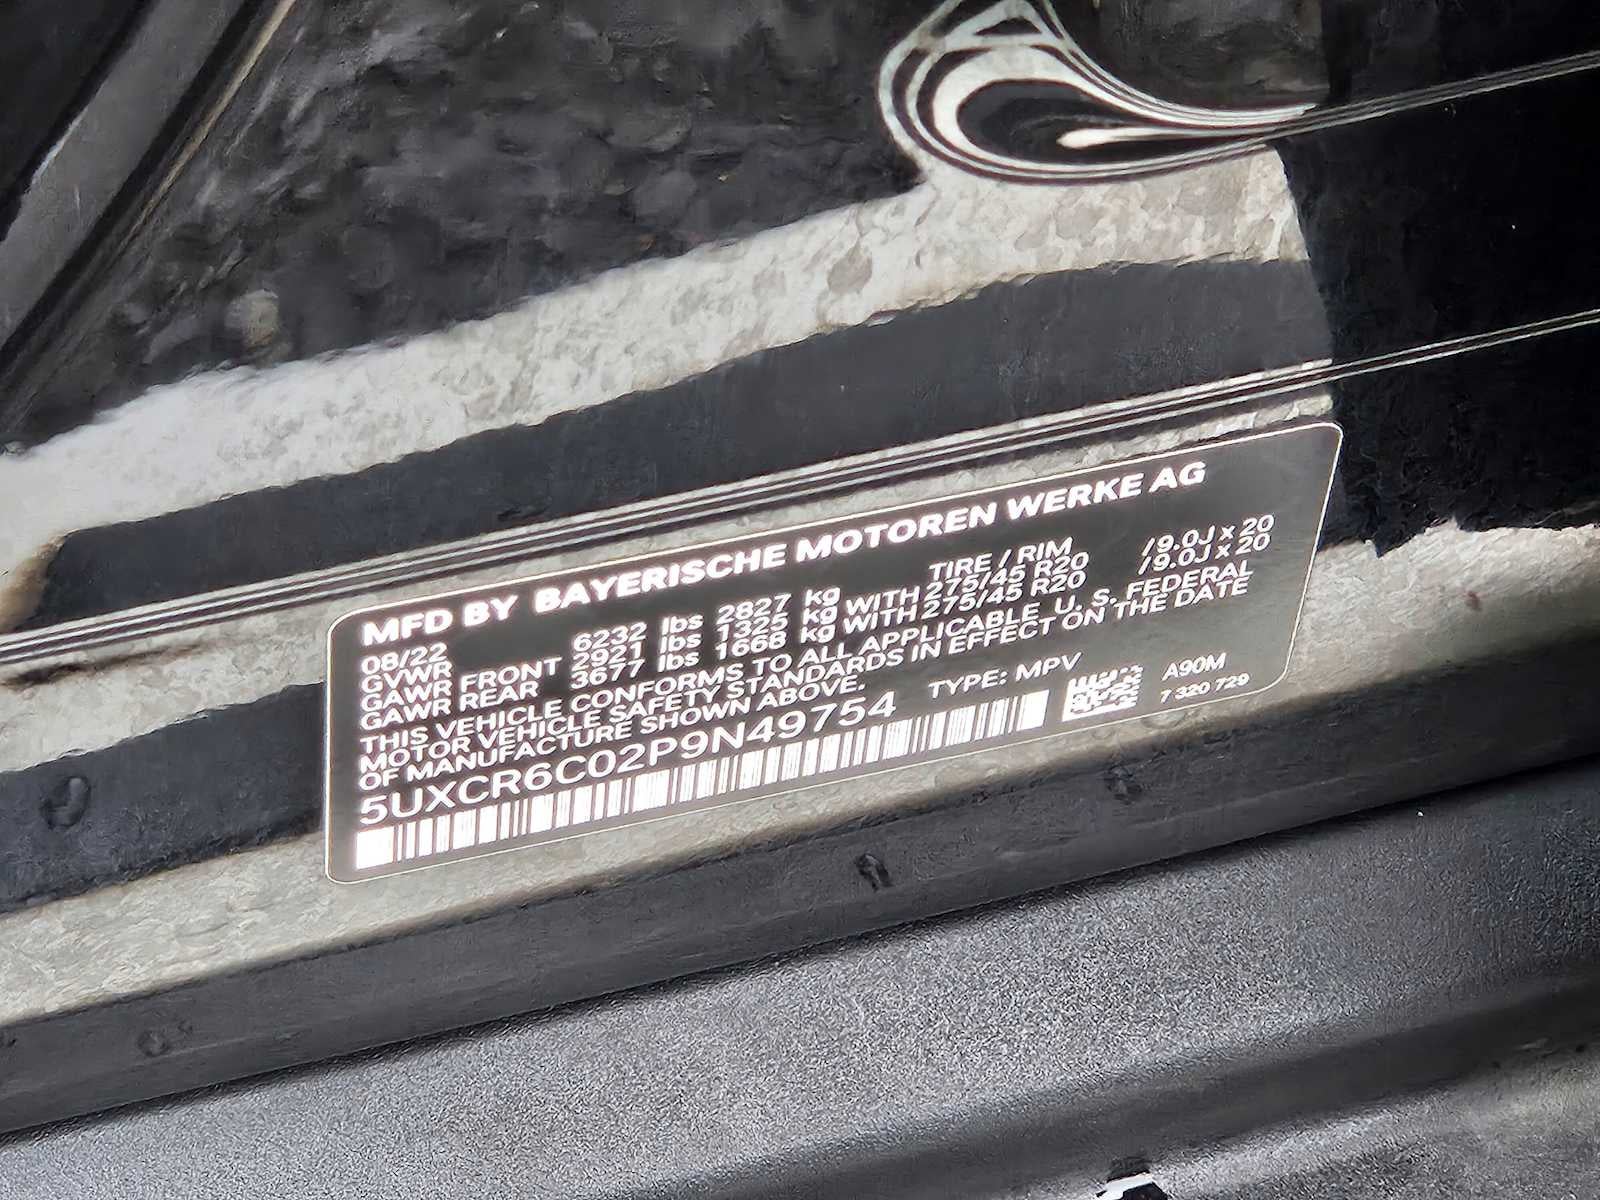 MFD BY BAYERISCHE MOTOREN WERKE AG
08/22 TIRE / RIM
GVWR 6232 lbs 2827 kg
GAWR FRONT 2921 lbs 1325 kg WITH 275/45 R20 /9.0J x 20
GAWR REAR 3677 lbs 1668 kg WITH 275/45 R20 /9.0J x 20
THIS VEHICLE CONFORMS TO ALL APPLICABLE U. S. FEDERAL
MOTOR VEHICLE SAFETY STANDARDS IN EFFECT ON THE DATE
OF MANUFACTURE SHOWN ABOVE.
5UXCR6C02P9N49754 TYPE: MPV
A90M
7 320 729